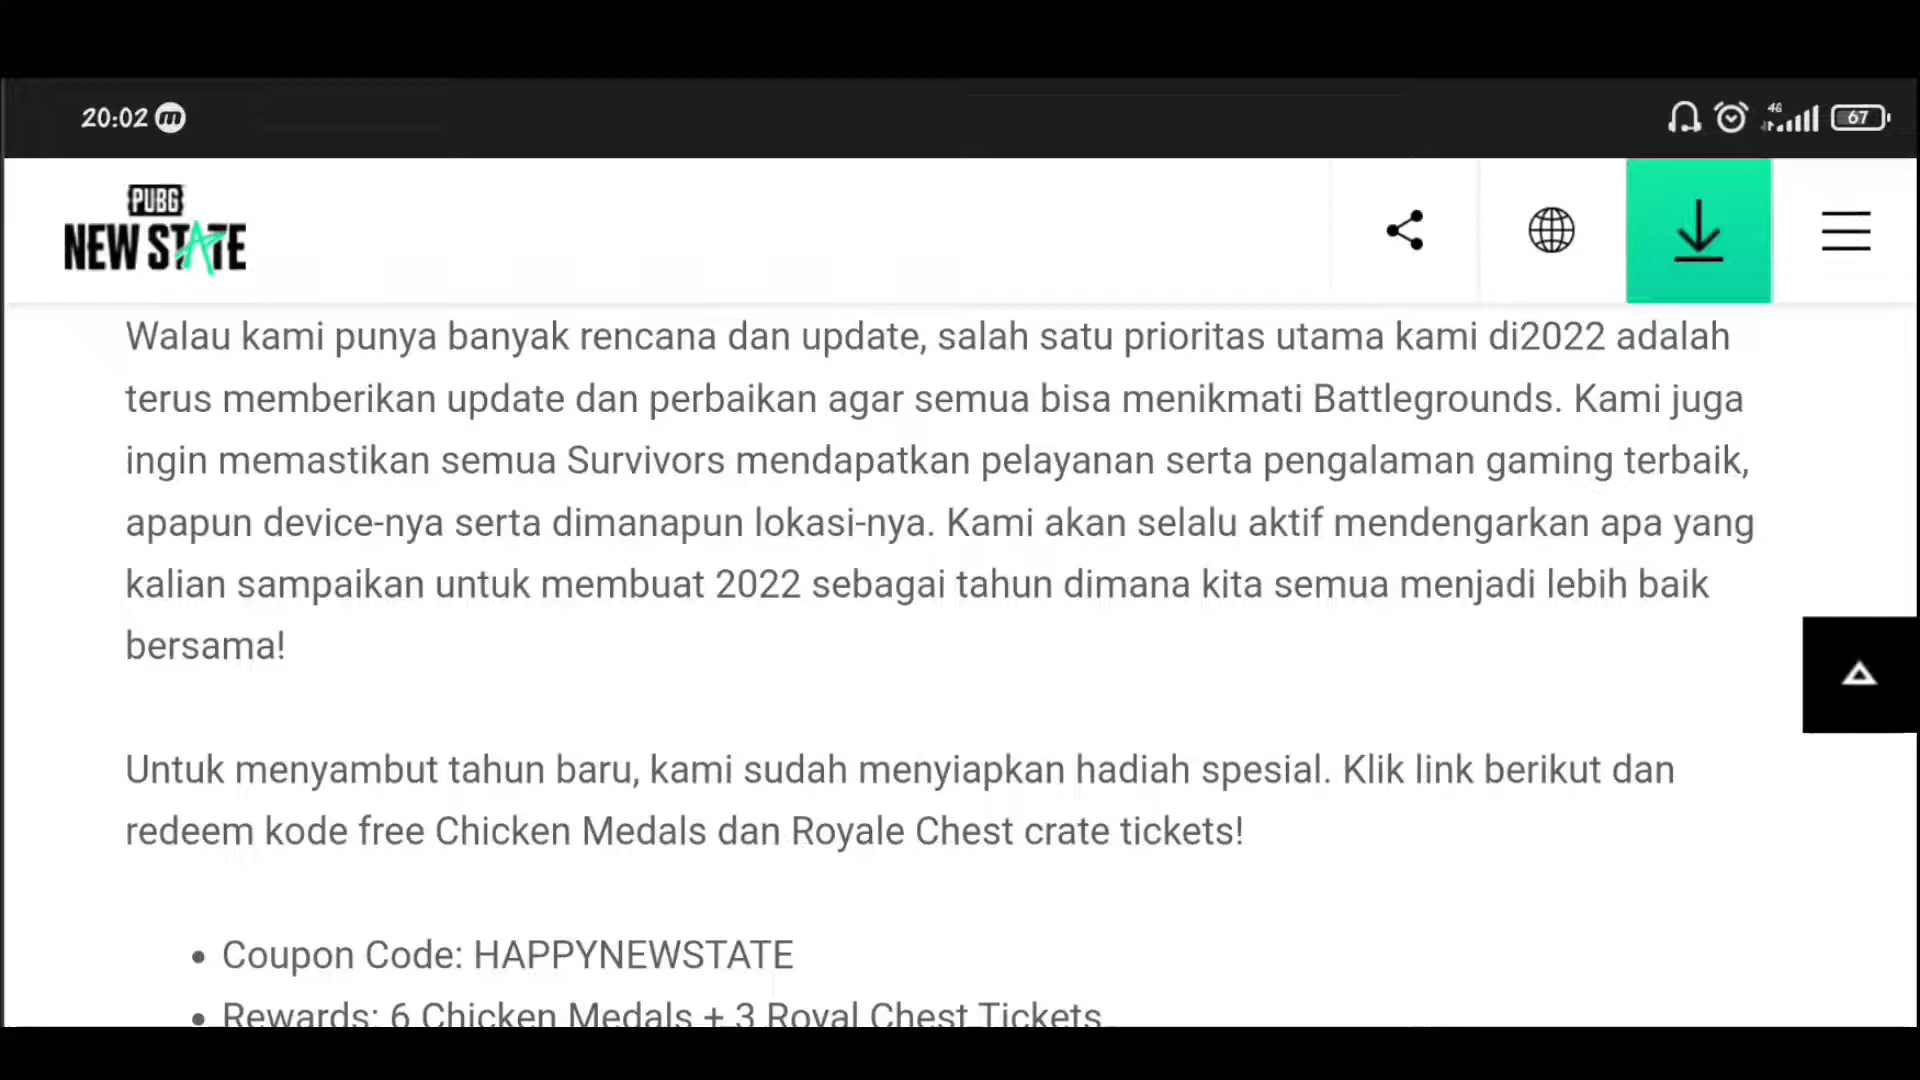 20:02
4G
67
PUBG
NEW STATE
Walau kami punya banyak rencana dan update, salah satu prioritas utama kami di2022 adalah
terus memberikan update dan perbaikan agar semua bisa menikmati Battlegrounds. Kami juga
ingin memastikan semua Survivors mendapatkan pelayanan serta pengalaman gaming terbaik,
apapun device-nya serta dimanapun lokasi-nya. Kami akan selalu aktif mendengarkan apa yang
kalian sampaikan untuk membuat 2022 sebagai tahun dimana kita semua menjadi lebih baik
bersama!
Untuk menyambut tahun baru, kami sudah menyiapkan hadiah spesial. Klik link berikut dan
redeem kode free Chicken Medals dan Royale Chest crate tickets!
• Coupon Code: HAPPYNEWSTATE
• Rewards: 6 Chicken Medals + 3 Royal Chest Tickets